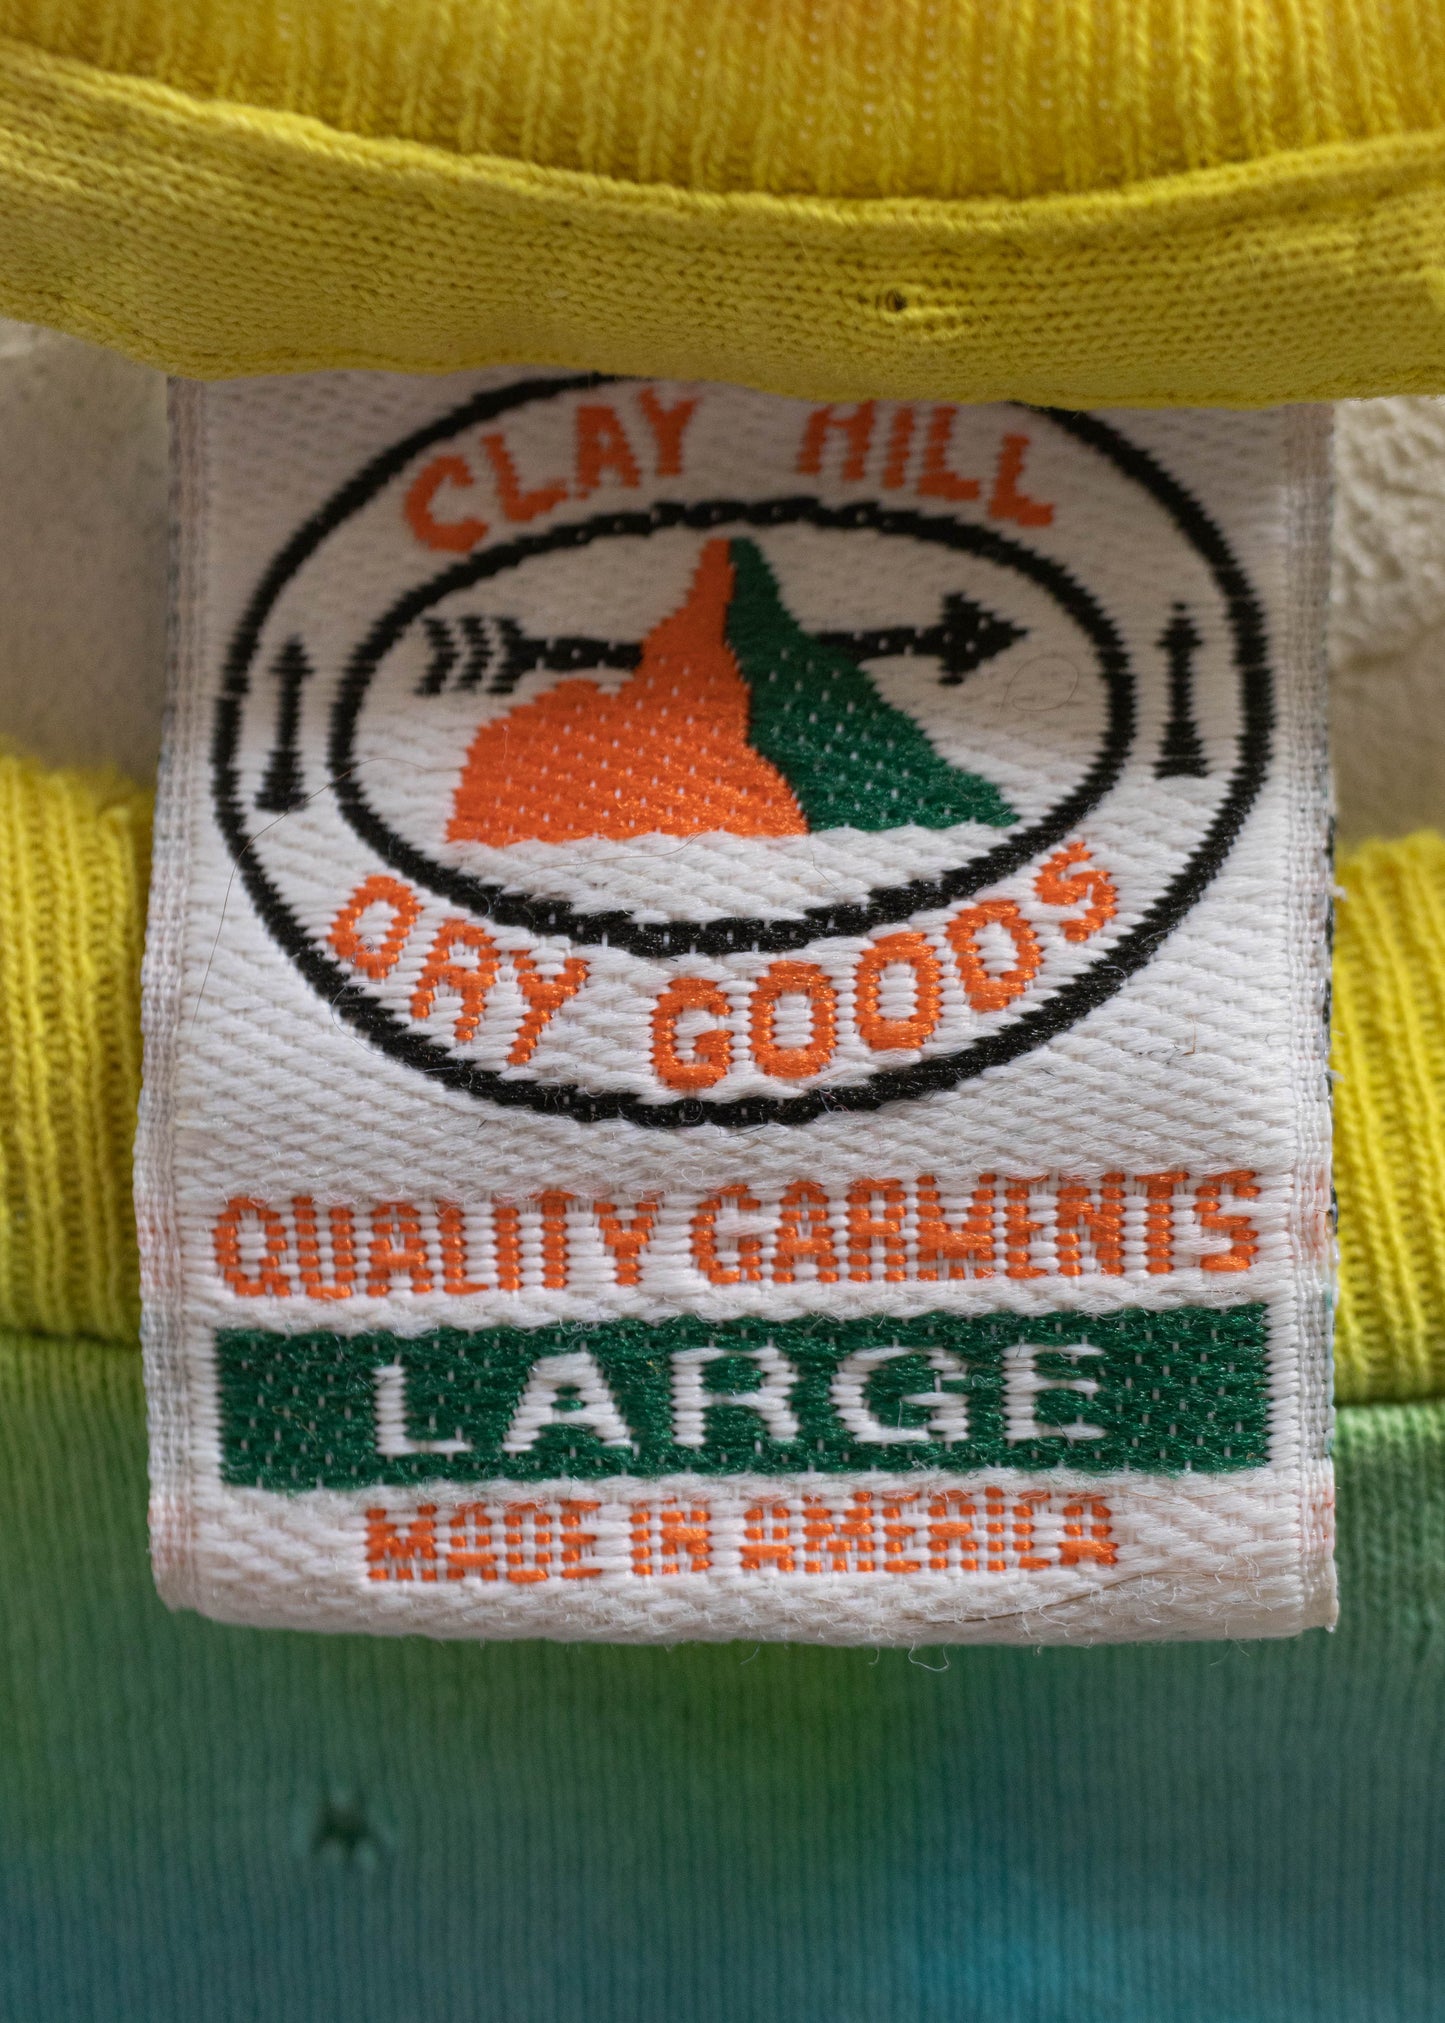 CLAY HILL
DRY GOODS
QUALITY GARMENTS
LARGE
MADE IN AMERICA